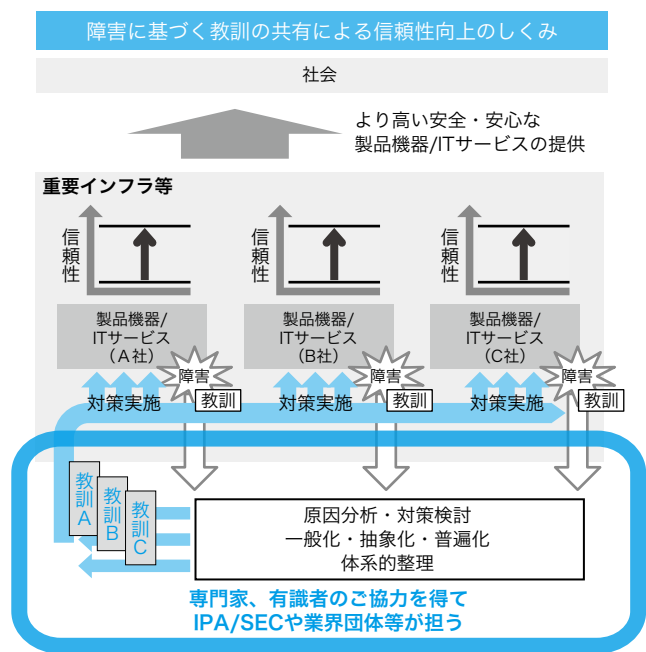 障害に基づく教訓の共有による信頼性向上のしくみ
社会
より高い安全・安心な
製品機器/ITサービスの提供
重要インフラ等
信頼性
信頼性
信頼性
製品機器/
ITサービス
（A社）
製品機器/
ITサービス
（B社）
製品機器/
ITサービス
（C社）
障害
障害
障害
教訓
教訓
教訓
対策実施
対策実施
対策実施
教訓A
教訓B
教訓C
原因分析・対策検討
一般化・抽象化・普遍化
体系的整理
専門家、有識者のご協力を得て
IPA/SECや業界団体等が担う